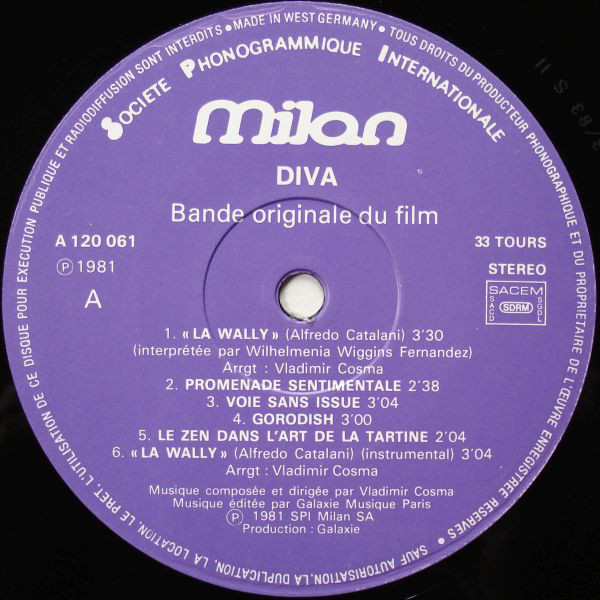 SAUF AUTORISATION, LA DUPLICATION, LA LOCATION, LE PRET, L'UTILISATION DE CE DISQUE POUR EXECUTION PUBLIQUE ET RADIODIFFUSION SONT INTERDITS • MADE IN WEST GERMANY • TOUS DROITS DU PRODUCTEUR PHONOGRAPHIQUE ET DU PROPRIETAIRE DE L'ŒUVRE ENREGISTREE RESERVES •
SOCIETE PHONOGRAMMIQUE INTERNATIONALE
milan
DIVA
Bande originale du film
A 120 061
33 TOURS
℗ 1981
STEREO
A
SACEM
SACD
SDRM
SGDL
1. « LA WALLY » (Alfredo Catalani) 3'30
(interprétée par Wilhelmenia Wiggins Fernandez)
Arrgt : Vladimir Cosma
2. PROMENADE SENTIMENTALE 2'38
3. VOIE SANS ISSUE 3'04
4. GORODISH 3'00
5. LE ZEN DANS L'ART DE LA TARTINE 2'04
6. « LA WALLY » (Alfredo Catalani) (instrumental) 3'04
Arrgt : Vladimir Cosma
Musique composée et dirigée par Vladimir Cosma
Musique éditée par Galaxie Musique Paris
℗ 1981 SPI Milan SA
Production : Galaxie